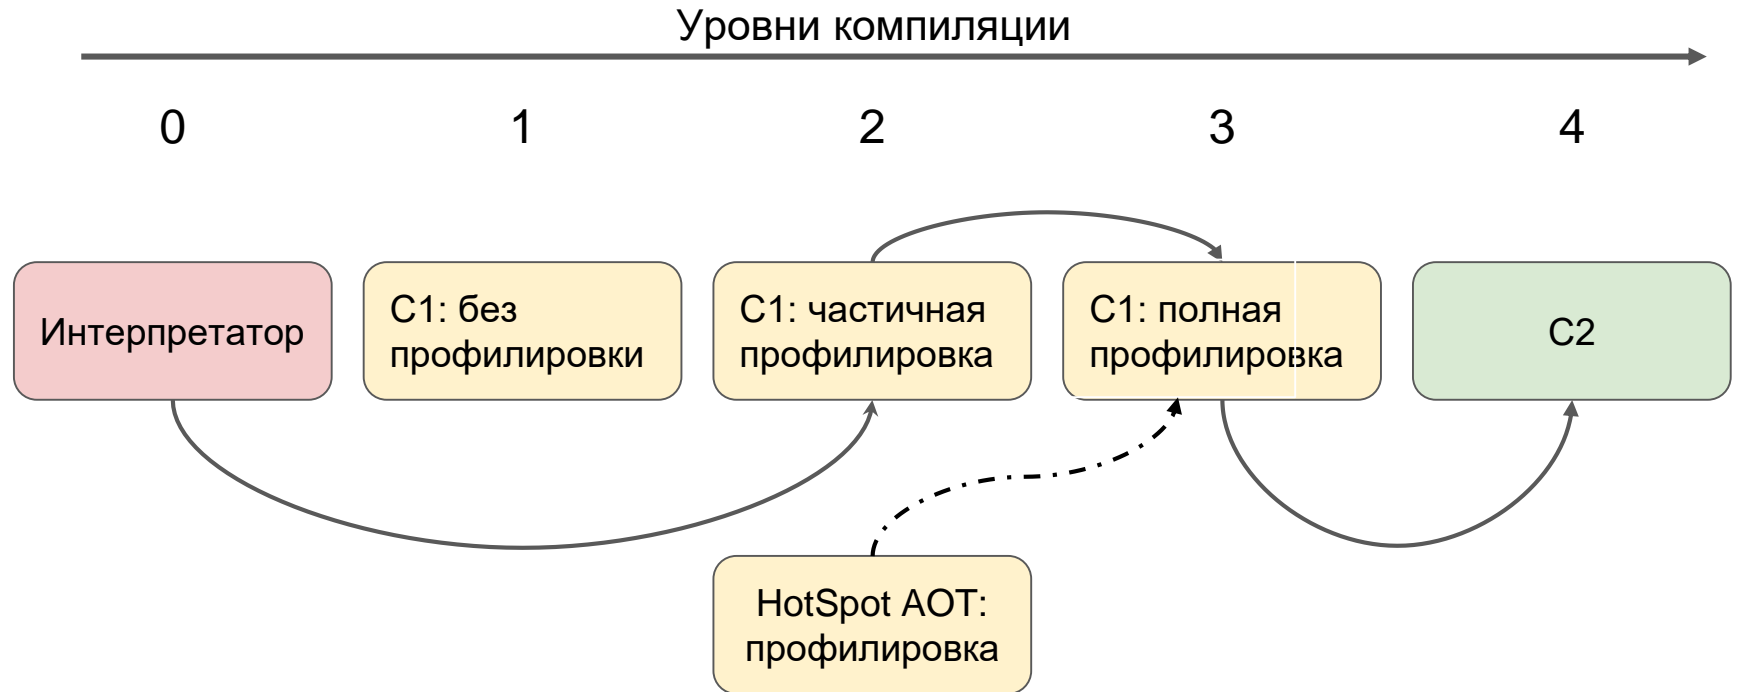 Уровни компиляции
0 1 2 3 4
Интерпретатор
C1: без
профилировки
C1: частичная
профилировка
C1: полная
профилировка
C2
HotSpot AOT:
профилировка